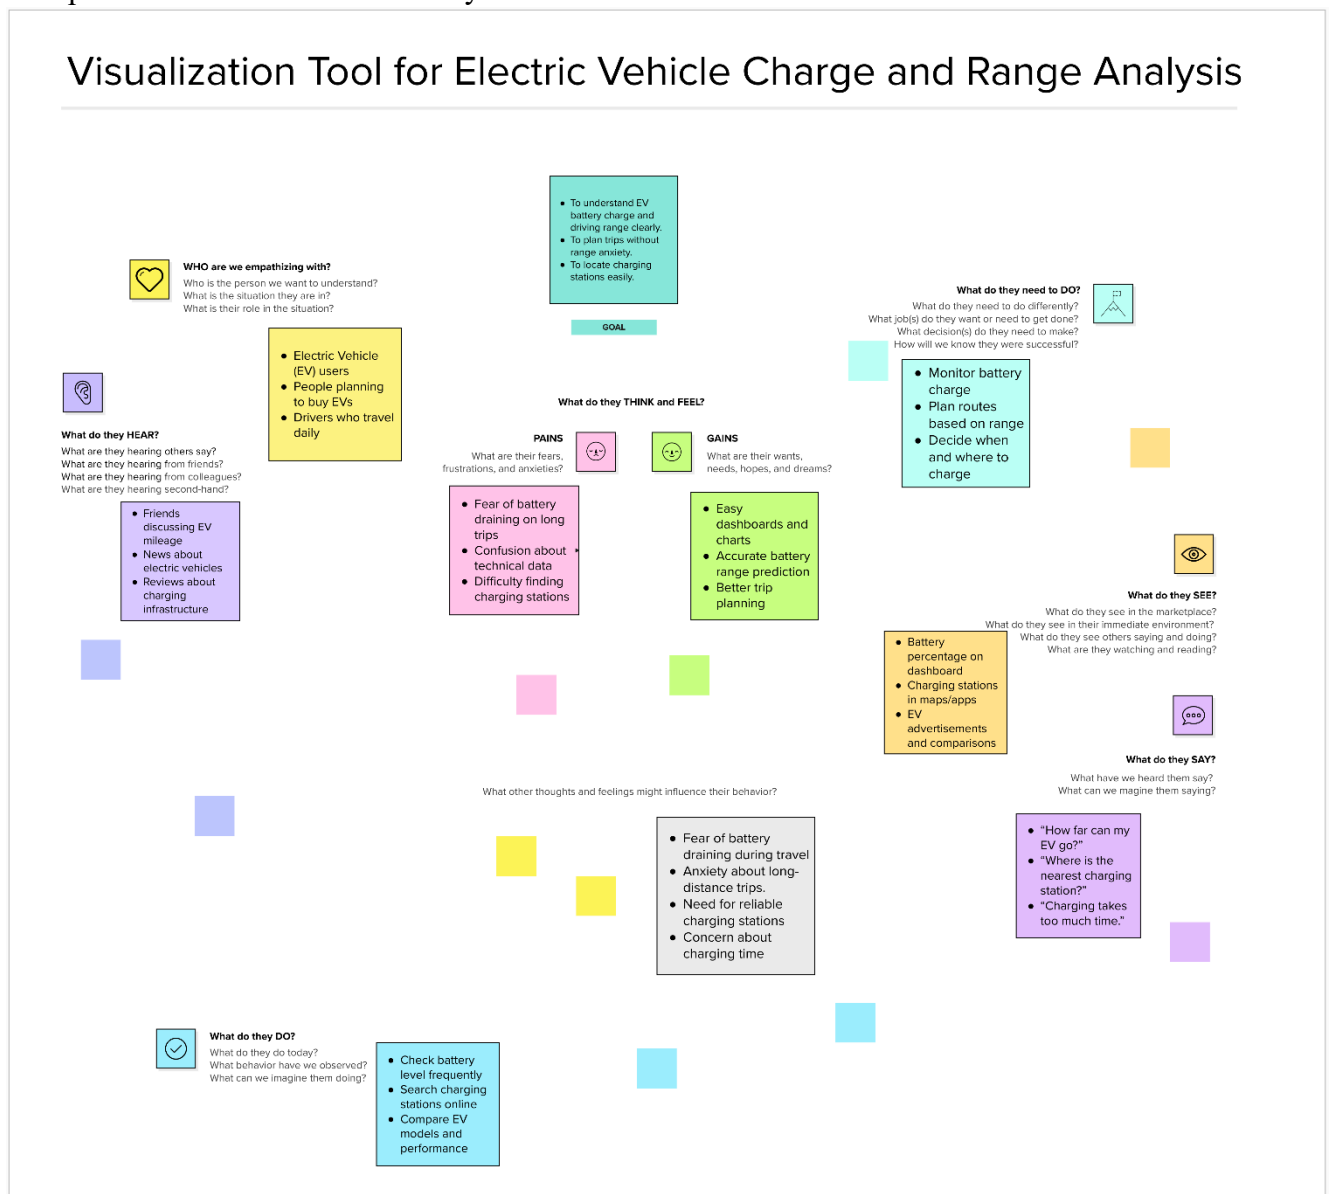 Visualization Tool for Electric Vehicle Charge and Range Analysis
• To understand EV
battery charge and
driving range clearly.
• To plan trips without
range anxiety.
• To locate charging
stations easily.
GOAL
WHO are we empathizing with?
Who is the person we want to understand?
What is the situation they are in?
What is their role in the situation?
• Electric Vehicle
(EV) users
• People planning
to buy EVs
• Drivers who travel
daily
What do they need to DO?
What do they need to do differently?
What job(s) do they want or need to get done?
What decision(s) do they need to make?
How will we know they were successful?
• Monitor battery
charge
• Plan routes
based on range
• Decide when
and where to
charge
What do they HEAR?
What are they hearing others say?
What are they hearing from friends?
What are they hearing from colleagues?
What are they hearing second-hand?
• Friends
discussing EV
mileage
• News about
electric vehicles
• Reviews about
charging
infrastructure
What do they THINK and FEEL?
PAINS
What are their fears,
frustrations, and anxieties?
• Fear of battery
draining on long
trips
• Confusion about
technical data
• Difficulty finding
charging stations
GAINS
What are their wants,
needs, hopes, and dreams?
• Easy
dashboards and
charts
• Accurate battery
range prediction
• Better trip
planning
What do they SEE?
What do they see in the marketplace?
What do they see in their immediate environment?
What do they see others saying and doing?
What are they watching and reading?
• Battery
percentage on
dashboard
• Charging stations
in maps/apps
• EV
advertisements
and comparisons
What do they SAY?
What have we heard them say?
What can we magine them saying?
• “How far can my
EV go?”
• “Where is the
nearest charging
station?”
• “Charging takes
too much time.”
What other thoughts and feelings might influence their behavior?
• Fear of battery
draining during travel
• Anxiety about long-
distance trips.
• Need for reliable
charging stations
• Concern about
charging time
What do they DO?
What do they do today?
What behavior have we observed?
What can we imagine them doing?
• Check battery
level frequently
• Search charging
stations online
• Compare EV
models and
performance